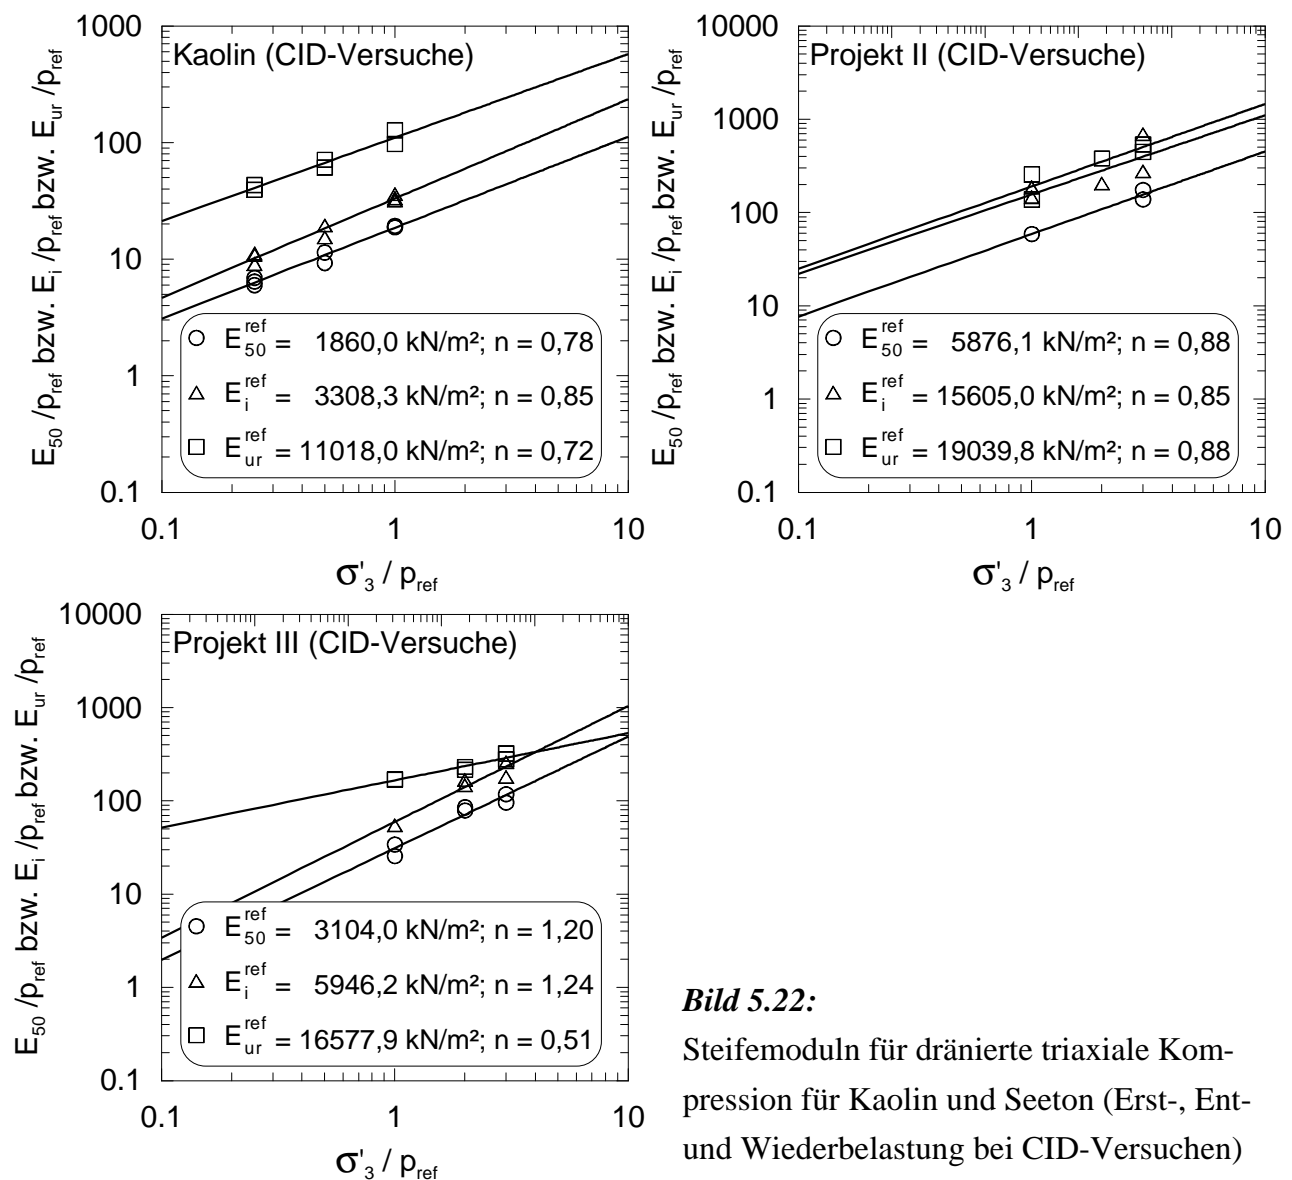 Kaolin (CID-Versuche)
E50 /pref bzw. Ei /pref bzw. Eur /pref
1000
100
10
1
0.1
E50ref = 1860,0 kN/m²; n = 0,78
Eiref = 3308,3 kN/m²; n = 0,85
Eurref = 11018,0 kN/m²; n = 0,72
0.1 1 10
σ'3 / pref
Projekt II (CID-Versuche)
E50 /pref bzw. Ei /pref bzw. Eur /pref
10000
1000
100
10
1
0.1
E50ref = 5876,1 kN/m²; n = 0,88
Eiref = 15605,0 kN/m²; n = 0,85
Eurref = 19039,8 kN/m²; n = 0,88
0.1 1 10
σ'3 / pref
Projekt III (CID-Versuche)
E50 /pref bzw. Ei /pref bzw. Eur /pref
10000
1000
100
10
1
0.1
E50ref = 3104,0 kN/m²; n = 1,20
Eiref = 5946,2 kN/m²; n = 1,24
Eurref = 16577,9 kN/m²; n = 0,51
0.1 1 10
σ'3 / pref
Bild 5.22:
Steifemoduln für dränierte triaxiale Kom-
pression für Kaolin und Seeton (Erst-, Ent-
und Wiederbelastung bei CID-Versuchen)